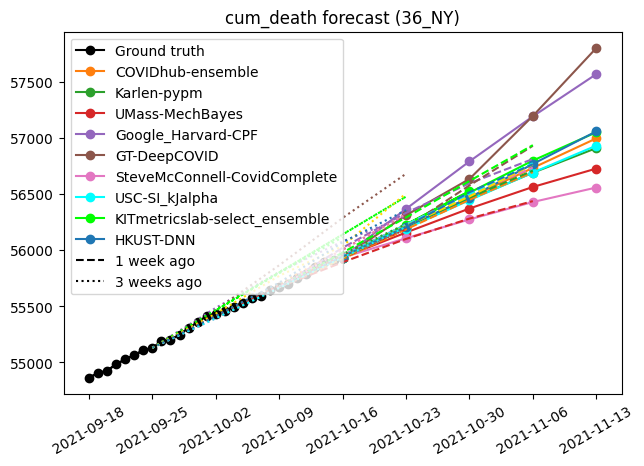 cum_death forecast (36_NY)
Ground truth
COVIDhub-ensemble
Karlen-pypm
UMass-MechBayes
Google_Harvard-CPF
GT-DeepCOVID
SteveMcConnell-CovidComplete
USC-SI_kJalpha
KITmetricslab-select_ensemble
HKUST-DNN
1 week ago
3 weeks ago
57500
57000
56500
56000
55500
55000
2021-09-18
2021-09-25
2021-10-02
2021-10-09
2021-10-16
2021-10-23
2021-10-30
2021-11-06
2021-11-13